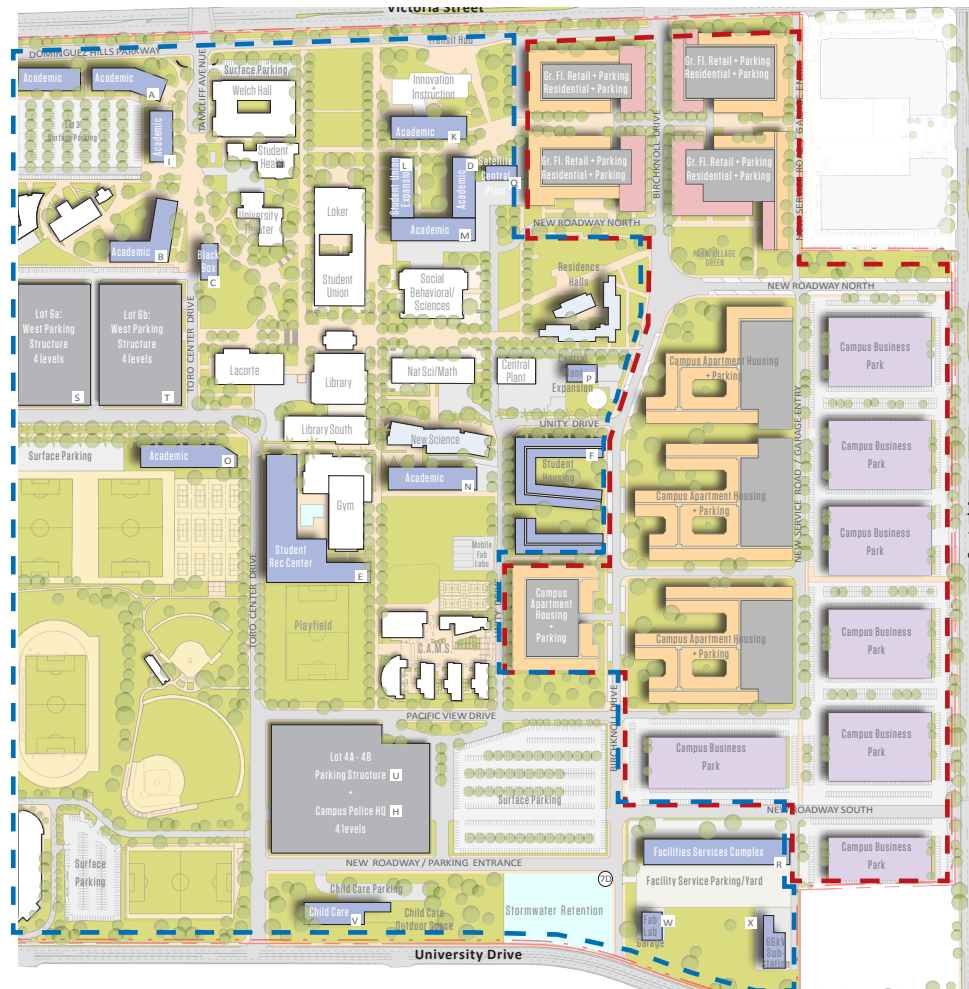 Victoria Street
Transit Hub
DOMINGUEZ HILLS PARKWAY
TAMCLIFF AVENUE
Academic
Academic
A
Surface Parking
Welch Hall
Innovation
+
Instruction
Gr. Fl. Retail + Parking
Residential + Parking
Gr. Fl. Retail + Parking
Residential + Parking
Lot 3
Surface Parking
Academic
I
Academic
K
BIRCHKNOLL DRIVE
Student
Health
Student Union
Expansion
L
Academic
D
Satellite
Central
Plant
Q
Gr. Fl. Retail + Parking
Residential + Parking
Gr. Fl. Retail + Parking
Residential + Parking
University
Theater
Loker
Student
Union
M
NEW ROADWAY NORTH
Academic
B
Black
Box
C
PARK/VILLAGE
GREEN
Residence
Halls
Social
Behavioral/
Sciences
NEW ROADWAY NORTH
Lot 6a:
West Parking
Structure
4 levels
S
Lot 6b:
West Parking
Structure
4 levels
T
TORO CENTER DRIVE
Campus Business
Park
Lacorte
Library
Nat Sci/Math
Central
Plant
Central
Plant
Expansion
P
Campus Apartment Housing
+ Parking
NEW SERVICE ROAD / GARAGE ENTRY
Library South
New Science
UNITY DRIVE
Surface Parking
Academic
O
Academic
N
Student
Housing
F
Campus Business
Park
Gym
Campus Apartment Housing
+ Parking
Student
Rec Center
E
Mobile
Fab
Labs
Campus Business
Park
TORO CENTER DRIVE
Playfield
C.A.M.S.
UNITY DRIVE
Campus
Apartment
Housing
+
Parking
Campus Apartment Housing
+ Parking
Campus Business
Park
PACIFIC VIEW DRIVE
BIRCHKNOLL DRIVE
Lot 4A - 4B
Parking Structure
U
+
Campus Police HQ
H
4 levels
Surface Parking
Campus Business
Park
Campus Business
Park
NEW ROADWAY SOUTH
Surface
Parking
NEW ROADWAY / PARKING ENTRANCE
Facilities Services Complex
R
Campus Business
Park
7D
Facility Service Parking/Yard
Child Care Parking
Child Care
V
Child Care
Outdoor Space
Stormwater Retention
Fab
Lab
W
Garage
X
66kV
Sub-
Station
University Drive